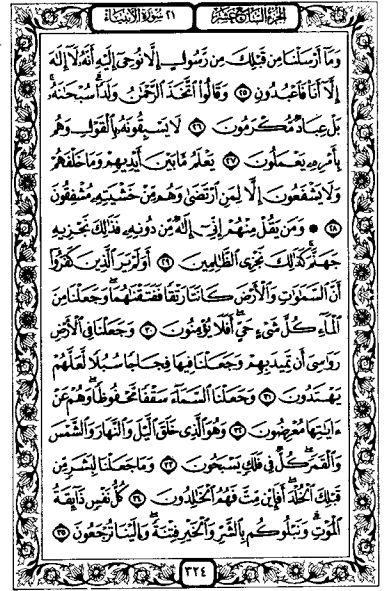 الجزء السابع عشر
٢١ سورة الأنبياء
وَمَآ أَرْسَلْنَا مِن قَبْلِكَ مِن رَّسُولٍ إِلَّا نُوحِىٓ إِلَيْهِ أَنَّهُۥ لَآ إِلَٰهَ
إِلَّآ أَنَا۠ فَٱعْبُدُونِ ٢٥ وَقَالُوا۟ ٱتَّخَذَ ٱلرَّحْمَٰنُ وَلَدًا ۗ سُبْحَٰنَهُۥ ۚ
بَلْ عِبَادٌ مُّكْرَمُونَ ٢٦ لَا يَسْبِقُونَهُۥ بِٱلْقَوْلِ وَهُم
بِأَمْرِهِۦ يَعْمَلُونَ ٢٧ يَعْلَمُ مَا بَيْنَ أَيْدِيهِمْ وَمَا خَلْفَهُمْ
وَلَا يَشْفَعُونَ إِلَّا لِمَنِ ٱرْتَضَىٰ وَهُم مِّنْ خَشْيَتِهِۦ مُشْفِقُونَ
٢٨ ۞ وَمَن يَقُلْ مِنْهُمْ إِنِّىٓ إِلَٰهٌ مِّن دُونِهِۦ فَذَٰلِكَ نَجْزِيهِ
جَهَنَّمَ ۚ كَذَٰلِكَ نَجْزِى ٱلظَّٰلِمِينَ ٢٩ أَوَلَمْ يَرَ ٱلَّذِينَ كَفَرُوٓا۟
أَنَّ ٱلسَّمَٰوَٰتِ وَٱلْأَرْضَ كَانَتَا رَتْقًا فَفَتَقْنَٰهُمَا ۖ وَجَعَلْنَا مِنَ
ٱلْمَآءِ كُلَّ شَىْءٍ حَىٍّ ۖ أَفَلَا يُؤْمِنُونَ ٣٠ وَجَعَلْنَا فِى ٱلْأَرْضِ
رَوَٰسِىَ أَن تَمِيدَ بِهِمْ وَجَعَلْنَا فِيهَا فِجَاجًا سُبُلًا لَّعَلَّهُمْ
يَهْتَدُونَ ٣١ وَجَعَلْنَا ٱلسَّمَآءَ سَقْفًا مَّحْفُوظًا ۖ وَهُمْ عَنْ
ءَايَٰتِهَا مُعْرِضُونَ ٣٢ وَهُوَ ٱلَّذِى خَلَقَ ٱلَّيْلَ وَٱلنَّهَارَ وَٱلشَّمْسَ
وَٱلْقَمَرَ ۖ كُلٌّ فِى فَلَكٍ يَسْبَحُونَ ٣٣ وَمَا جَعَلْنَا لِبَشَرٍ مِّن
قَبْلِكَ ٱلْخُلْدَ ۖ أَفَإِي۟ن مِّتَّ فَهُمُ ٱلْخَٰلِدُونَ ٣٤ كُلُّ نَفْسٍ ذَآئِقَةُ
ٱلْمَوْتِ ۗ وَنَبْلُوكُم بِٱلشَّرِّ وَٱلْخَيْرِ فِتْنَةً ۖ وَإِلَيْنَا تُرْجَعُونَ ٣٥
٣٢٤